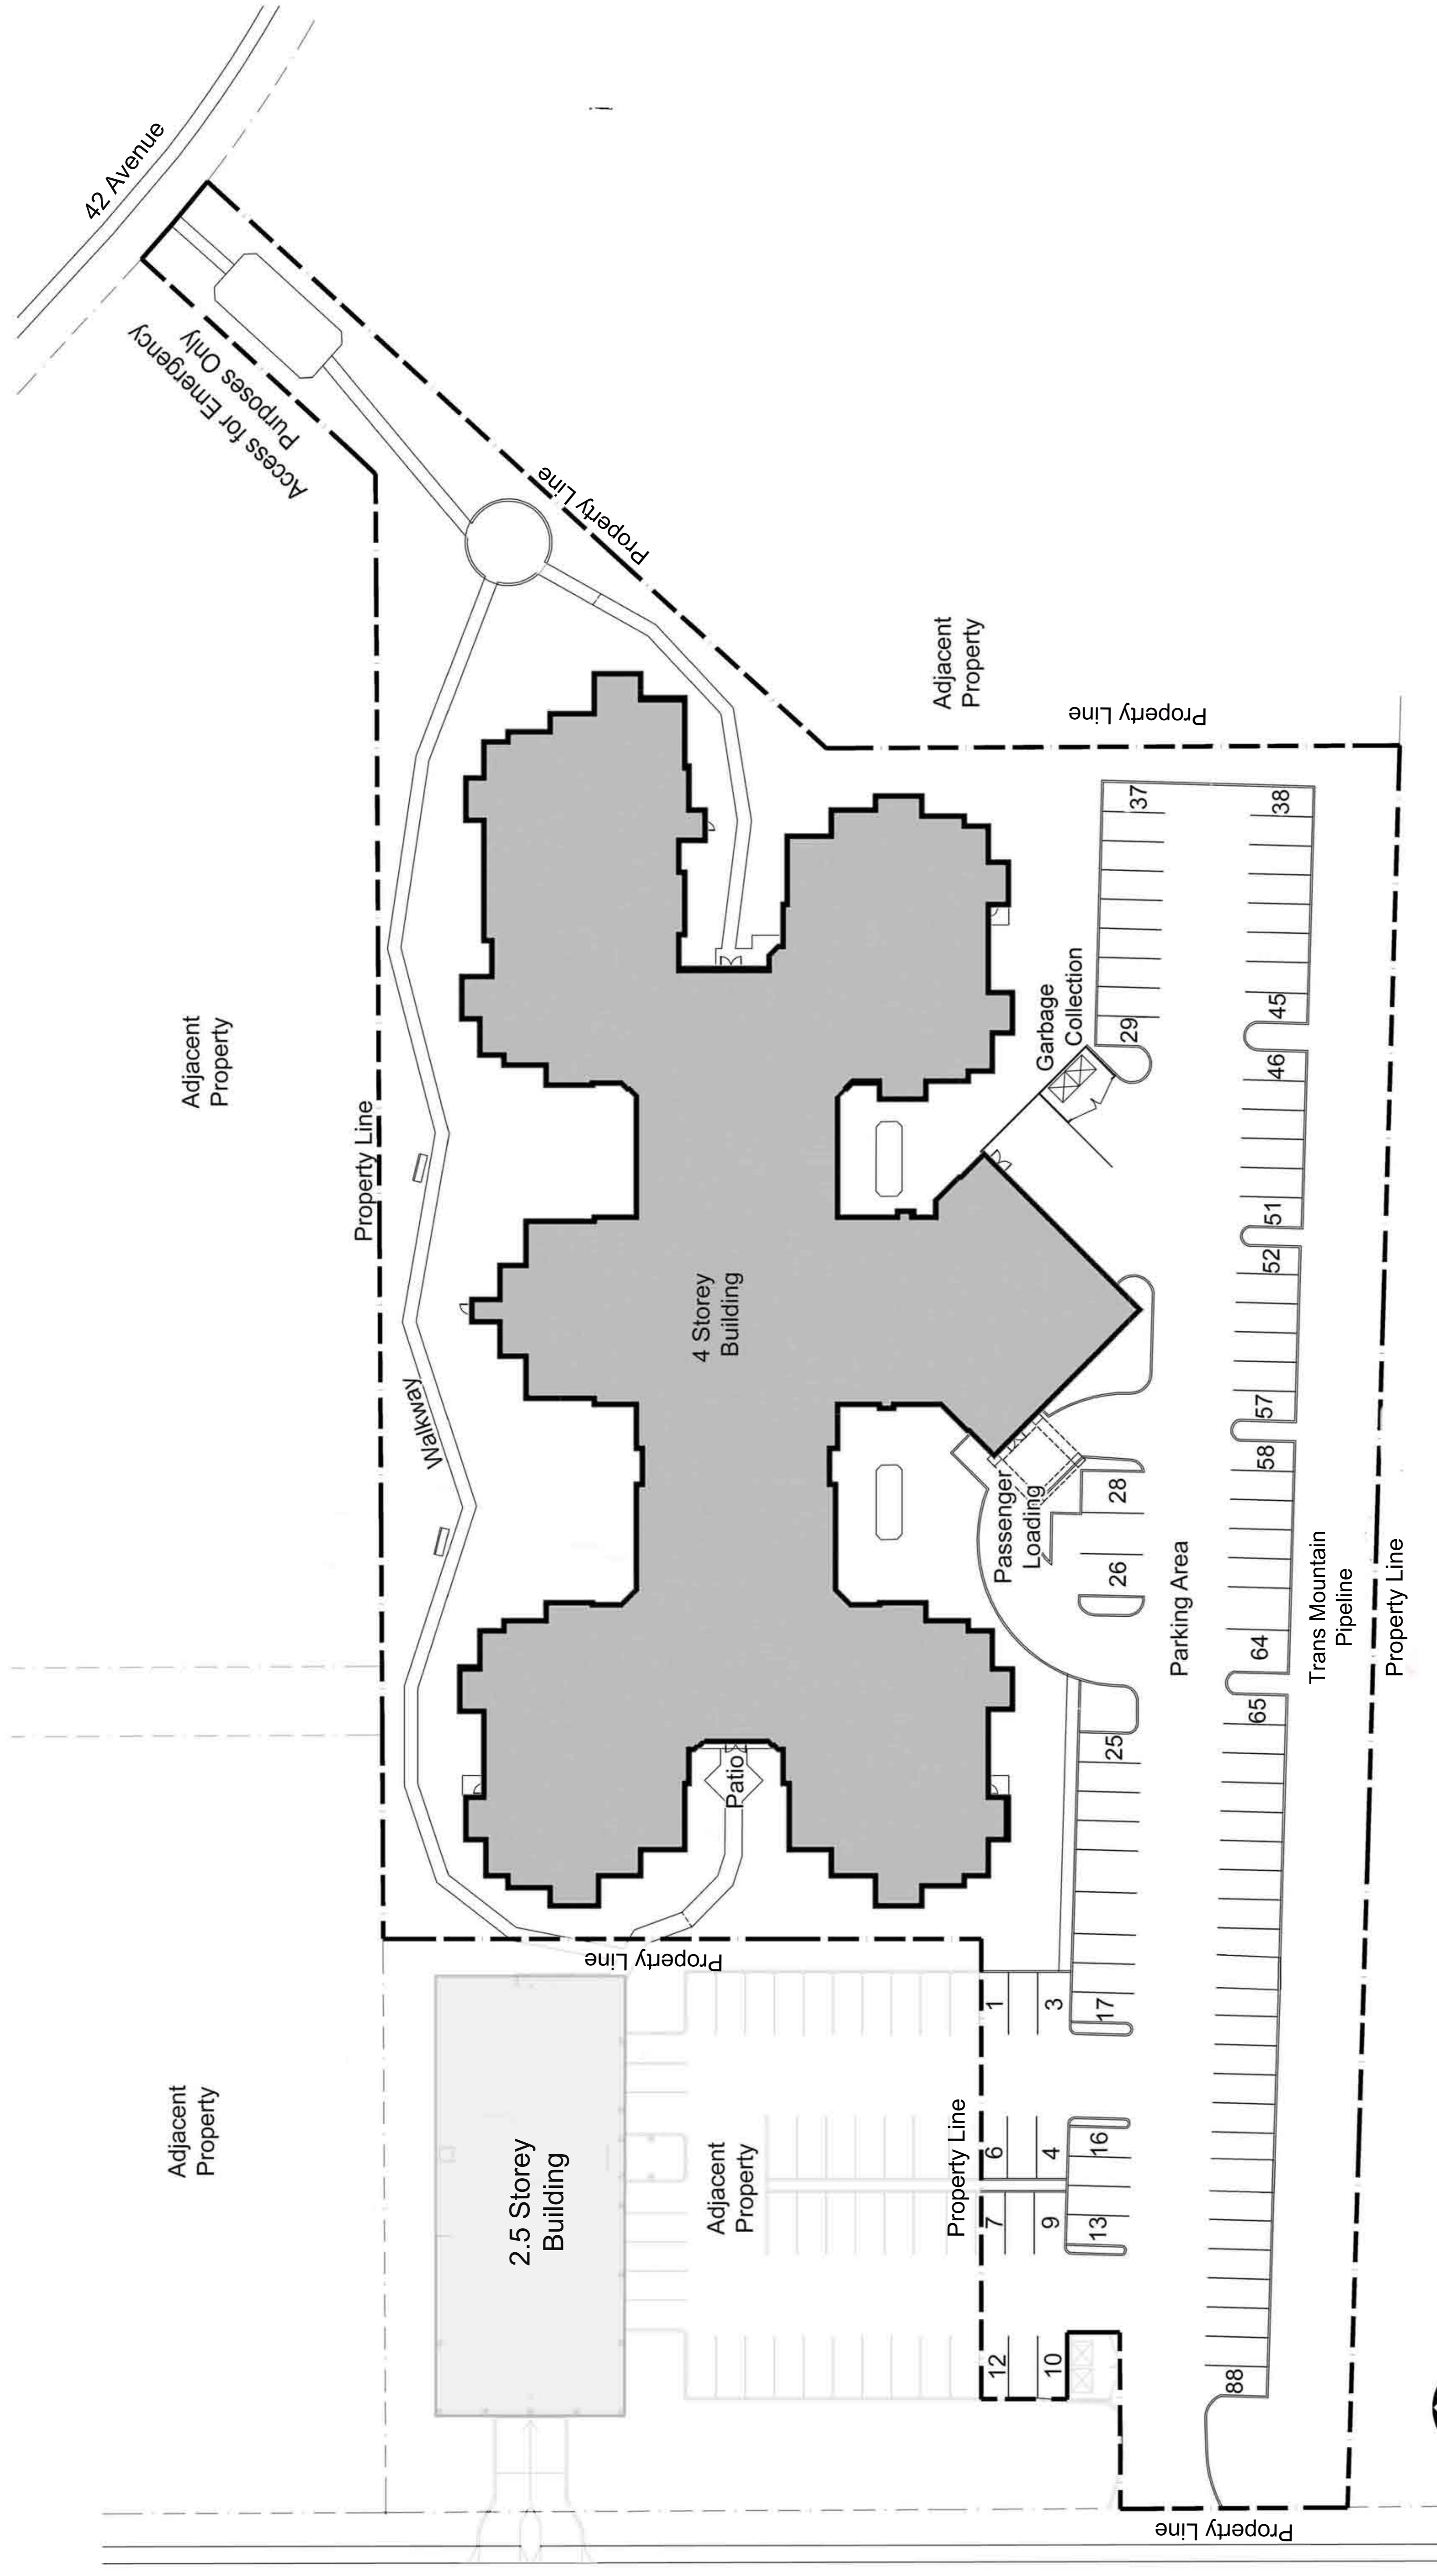 42 Avenue
Access for Emergency
Purposes Only
Property Line
Adjacent
Property
Property Line
Adjacent
Property
Property Line
Walkway
4 Storey
Building
Garbage
Collection
37
38
29
45
46
51
52
57
58
Passenger
Loading
28
26
64
65
25
Parking Area
Trans Mountain
Pipeline
Property Line
Patio
Property Line
Adjacent
Property
2.5 Storey
Building
Adjacent
Property
Property Line
1
3
17
6
4
16
7
9
13
12
10
88
Property Line